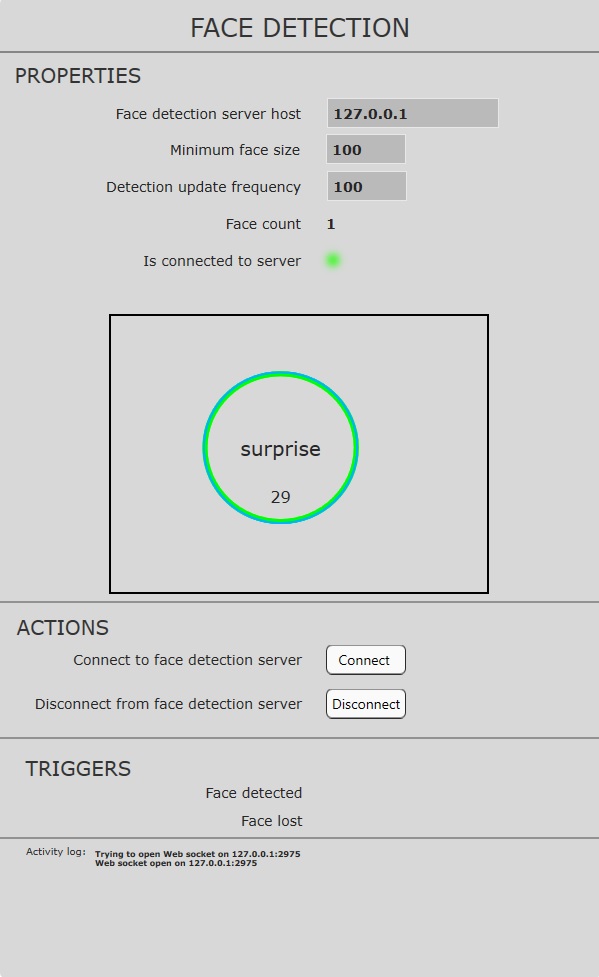 FACE DETECTION
PROPERTIES
Face detection server host 127.0.0.1
Minimum face size 100
Detection update frequency 100
Face count 1
Is connected to server
surprise
29
ACTIONS
Connect to face detection server Connect
Disconnect from face detection server Disconnect
TRIGGERS
Face detected
Face lost
Activity log: Trying to open Web socket on 127.0.0.1:2975
Web socket open on 127.0.0.1:2975